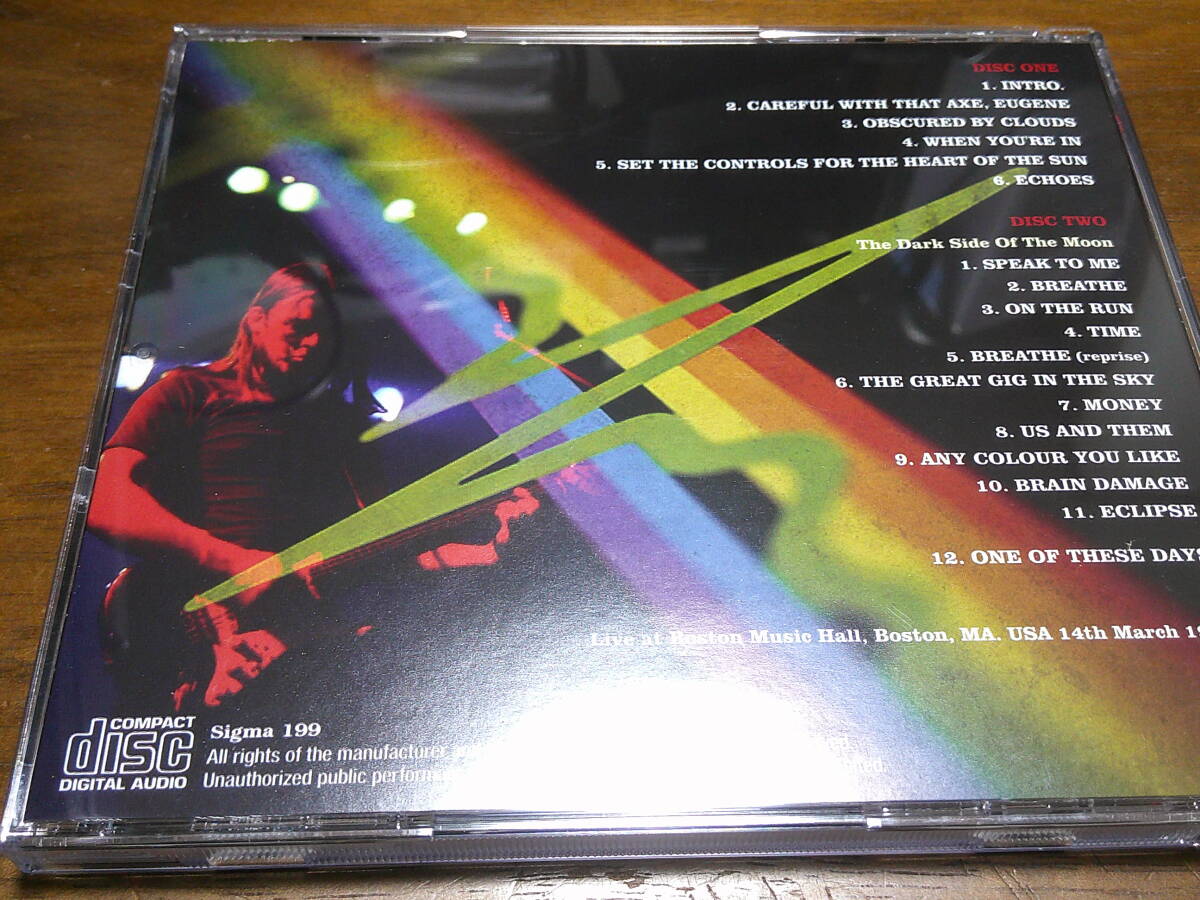 DISC ONE
1. INTRO.
2. CAREFUL WITH THAT AXE, EUGENE
3. OBSCURED BY CLOUDS
4. WHEN YOU'RE IN
5. SET THE CONTROLS FOR THE HEART OF THE SUN
6. ECHOES
DISC TWO
The Dark Side Of The Moon
1. SPEAK TO ME
2. BREATHE
3. ON THE RUN
4. TIME
5. BREATHE (reprise)
6. THE GREAT GIG IN THE SKY
7. MONEY
8. US AND THEM
9. ANY COLOUR YOU LIKE
10. BRAIN DAMAGE
11. ECLIPSE
12. ONE OF THESE DAYS
Live at Boston Music Hall, Boston, MA. USA 14th March
COMPACT
disc
DIGITAL AUDIO
Sigma 199
All rights of the manufacturer
Unauthorized public